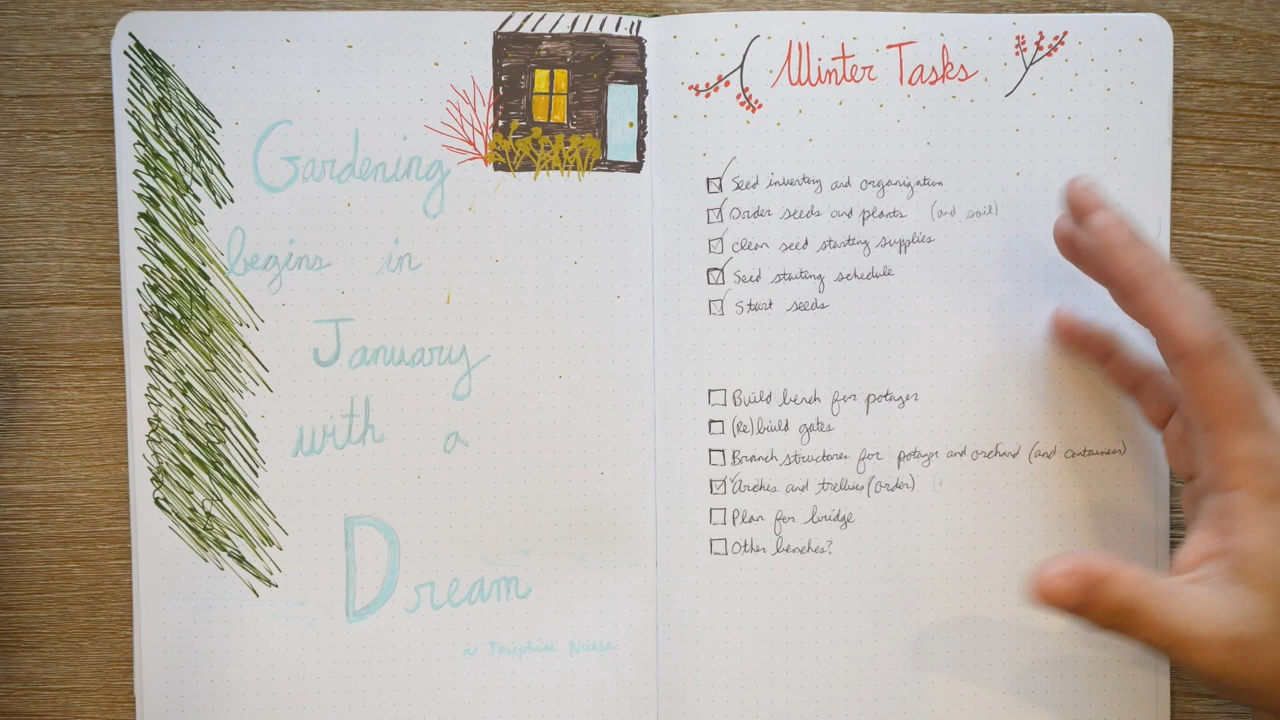 Gardening
begins in
January
with a
Dream
~ Josephine
Winter Tasks
Seed inventory and organization
Order seeds and plants (and soil)
clean seed starting supplies
Seed starting schedule
Start seeds
Build bench for potager
(Re)build gates
Branch structures for potager and orchard (and containers)
Arches and trellises (order)
Plan for bridge
Other benches?